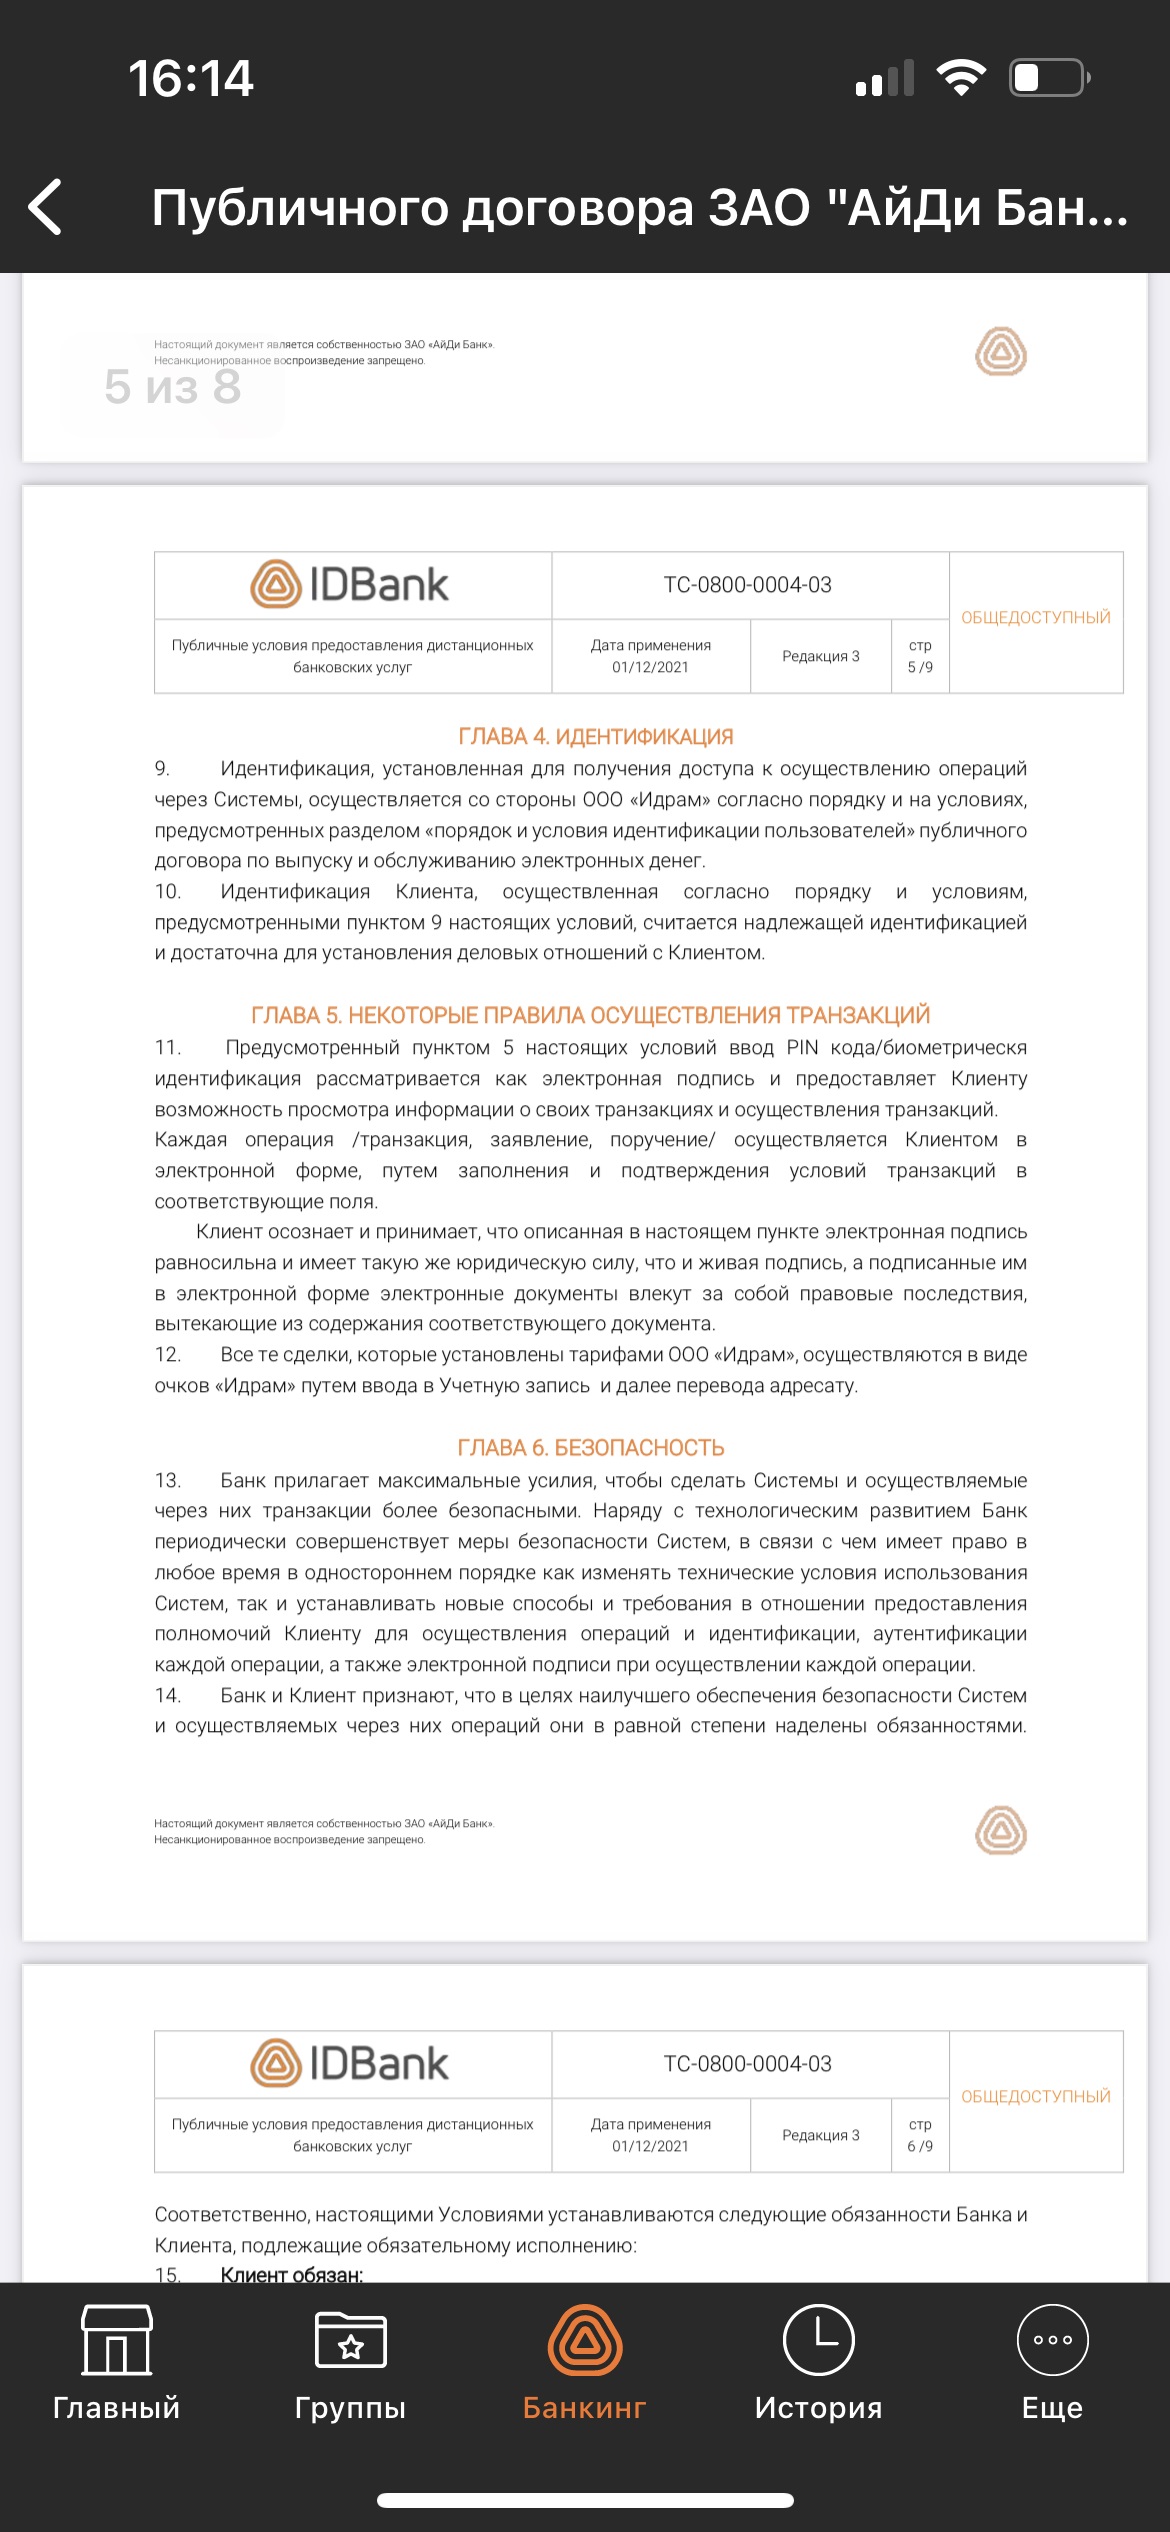 16:14
Публичного договора ЗАО "АйДи Бан...
Настоящий документ является собственностью ЗАО «АйДи Банк».
Несанкционированное воспроизведение запрещено.
5 из 8
IDBank
TC-0800-0004-03
ОБЩЕДОСТУПНЫЙ
Публичные условия предоставления дистанционных
банковских услуг
Дата применения
01/12/2021
Редакция 3
стр
5 /9
ГЛАВА 4. ИДЕНТИФИКАЦИЯ
9. Идентификация, установленная для получения доступа к осуществлению операций
через Системы, осуществляется со стороны ООО «Идрам» согласно порядку и на условиях,
предусмотренных разделом «порядок и условия идентификации пользователей» публичного
договора по выпуску и обслуживанию электронных денег.
10. Идентификация Клиента, осуществленная согласно порядку и условиям,
предусмотренными пунктом 9 настоящих условий, считается надлежащей идентификацией
и достаточна для установления деловых отношений с Клиентом.
ГЛАВА 5. НЕКОТОРЫЕ ПРАВИЛА ОСУЩЕСТВЛЕНИЯ ТРАНЗАКЦИЙ
11. Предусмотренный пунктом 5 настоящих условий ввод PIN кода/биометрическя
идентификация рассматривается как электронная подпись и предоставляет Клиенту
возможность просмотра информации о своих транзакциях и осуществления транзакций.
Каждая операция /транзакция, заявление, поручение/ осуществляется Клиентом в
электронной форме, путем заполнения и подтверждения условий транзакций в
соответствующие поля.
Клиент осознает и принимает, что описанная в настоящем пункте электронная подпись
равносильна и имеет такую же юридическую силу, что и живая подпись, а подписанные им
в электронной форме электронные документы влекут за собой правовые последствия,
вытекающие из содержания соответствующего документа.
12. Все те сделки, которые установлены тарифами ООО «Идрам», осуществляются в виде
очков «Идрам» путем ввода в Учетную запись и далее перевода адресату.
ГЛАВА 6. БЕЗОПАСНОСТЬ
13. Банк прилагает максимальные усилия, чтобы сделать Системы и осуществляемые
через них транзакции более безопасными. Наряду с технологическим развитием Банк
периодически совершенствует меры безопасности Систем, в связи с чем имеет право в
любое время в одностороннем порядке как изменять технические условия использования
Систем, так и устанавливать новые способы и требования в отношении предоставления
полномочий Клиенту для осуществления операций и идентификации, аутентификации
каждой операции, а также электронной подписи при осуществлении каждой операции.
14. Банк и Клиент признают, что в целях наилучшего обеспечения безопасности Систем
и осуществляемых через них операций они в равной степени наделены обязанностями.
Настоящий документ является собственностью ЗАО «АйДи Банк».
Несанкционированное воспроизведение запрещено.
IDBank
TC-0800-0004-03
ОБЩЕДОСТУПНЫЙ
Публичные условия предоставления дистанционных
банковских услуг
Дата применения
01/12/2021
Редакция 3
стр
6 /9
Соответственно, настоящими Условиями устанавливаются следующие обязанности Банка и
Клиента, подлежащие обязательному исполнению:
15. Клиент обязан:
Главный
Группы
Банкинг
История
Еще